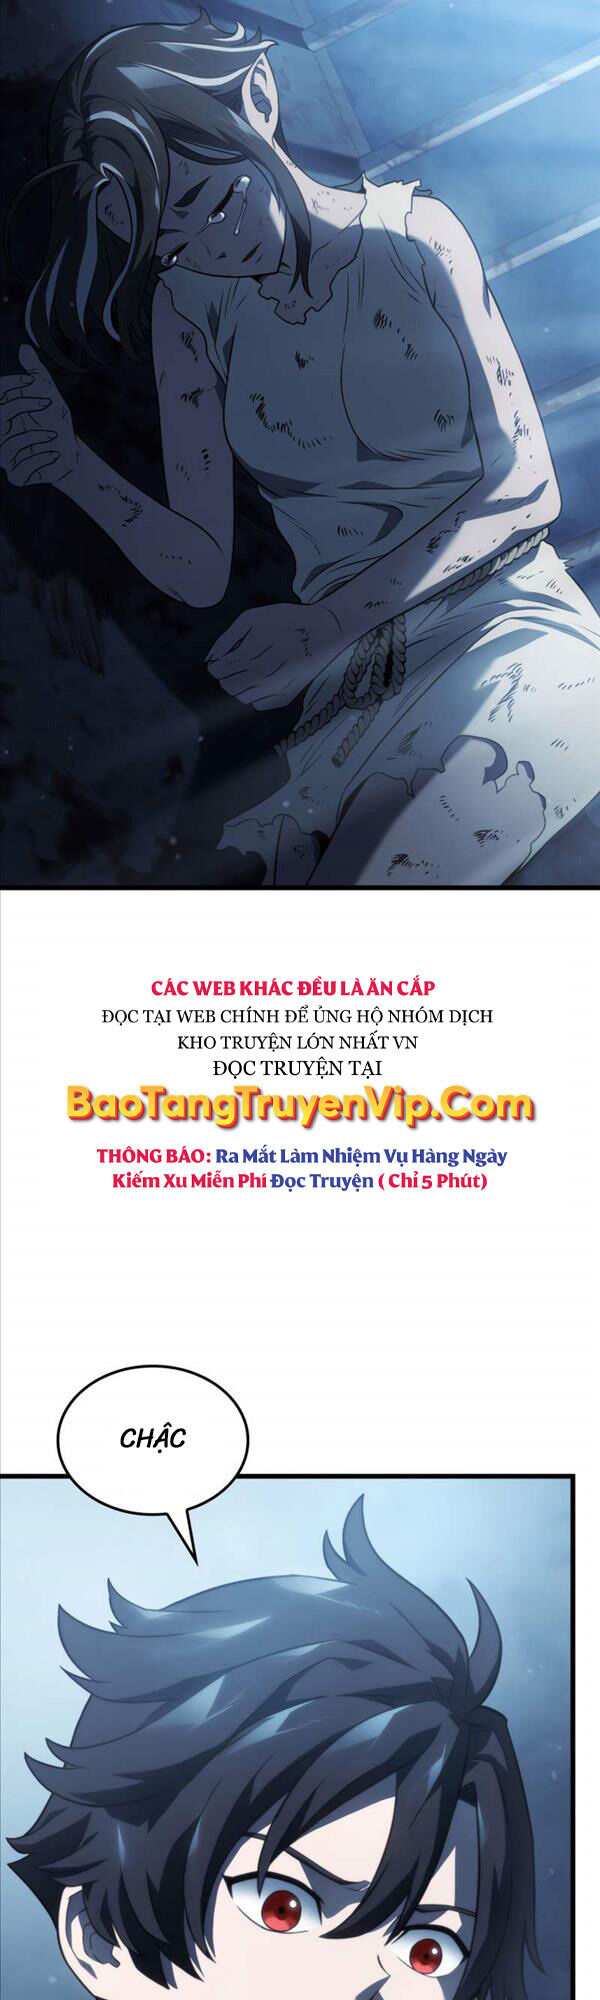 CÁC WEB KHÁC ĐỀU LÀ ĂN CẮP
ĐỌC TẠI WEB CHÍNH ĐỂ ỦNG HỘ NHÓM DỊCH
KHO TRUYỆN LỚN NHẤT VN
ĐỌC TRUYỆN TẠI
BaoTangTruyenVip.Com
THÔNG BÁO: Ra Mắt Làm Nhiệm Vụ Hàng Ngày
Kiếm Xu Miễn Phí Đọc Truyện ( Chỉ 5 Phút)
CHẬC